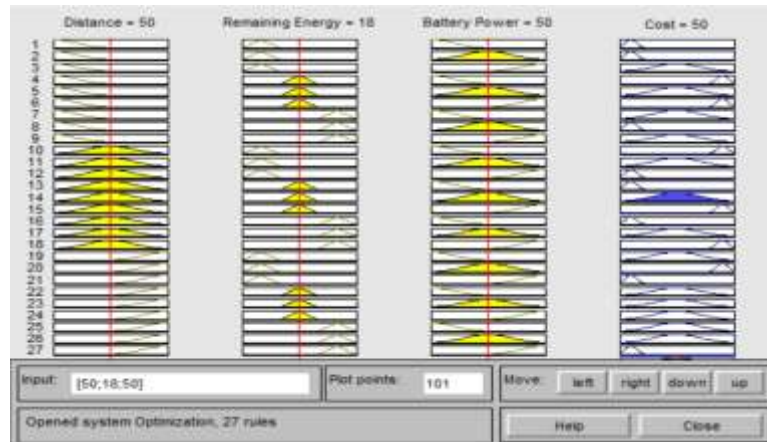 Distance = 50
Remaining Energy = 18
Battery Power = 50
Cost = 50
1
2
3
4
5
6
7
8
9
10
11
12
13
14
15
16
17
18
19
20
21
22
23
24
25
26
27
Input:
[50;18;50]
Plot points:
101
Move:
left
right
down
up
Opened system Optimization, 27 rules
Help
Close